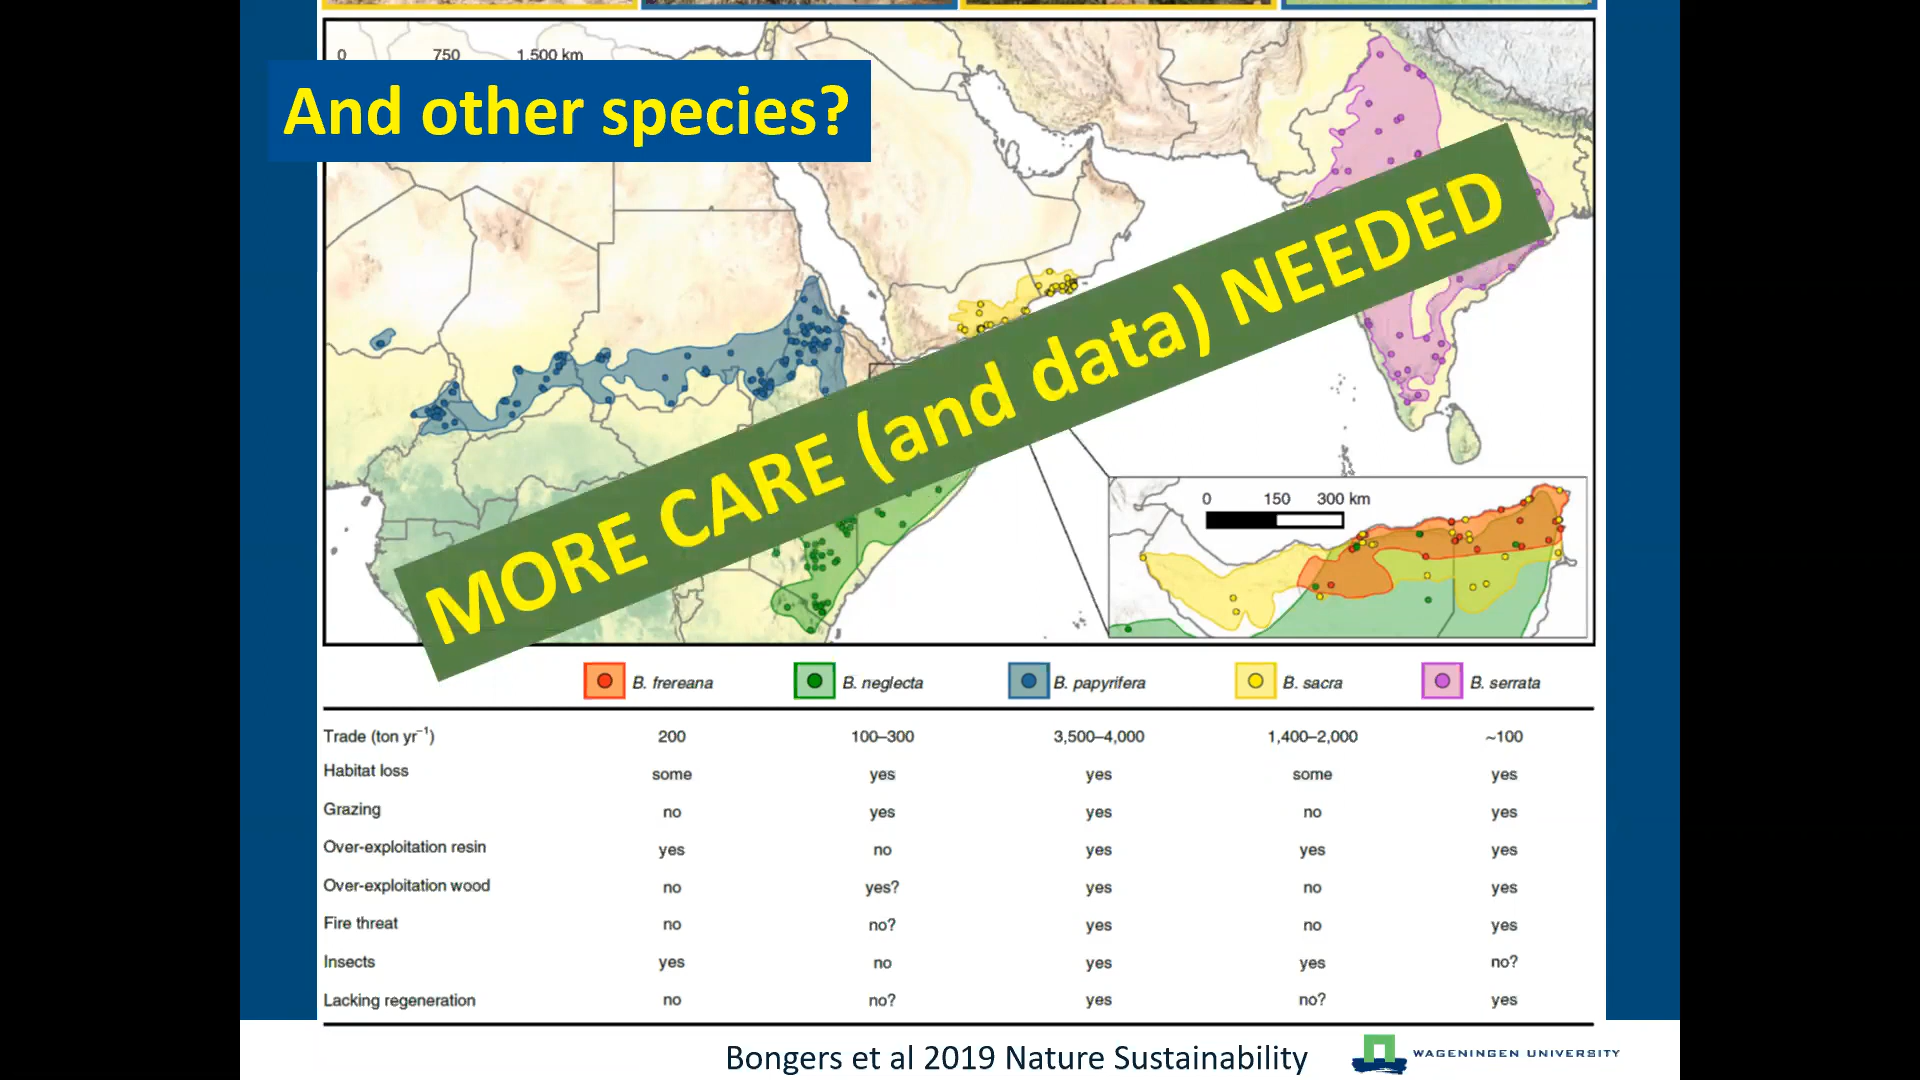 0 750 1,500 km
And other species?
MORE CARE (and data) NEEDED
0 150 300 km
B. frereana B. neglecta B. papyrifera B. sacra B. serrata
Trade (ton yr⁻¹) 200 100–300 3,500–4,000 1,400–2,000 ~100
Habitat loss some yes yes some yes
Grazing no yes yes no yes
Over-exploitation resin yes no yes yes yes
Over-exploitation wood no yes? yes no yes
Fire threat no no? yes no yes
Insects yes no yes yes no?
Lacking regeneration no no? yes no? yes
Bongers et al 2019 Nature Sustainability
WAGENINGEN UNIVERSITY